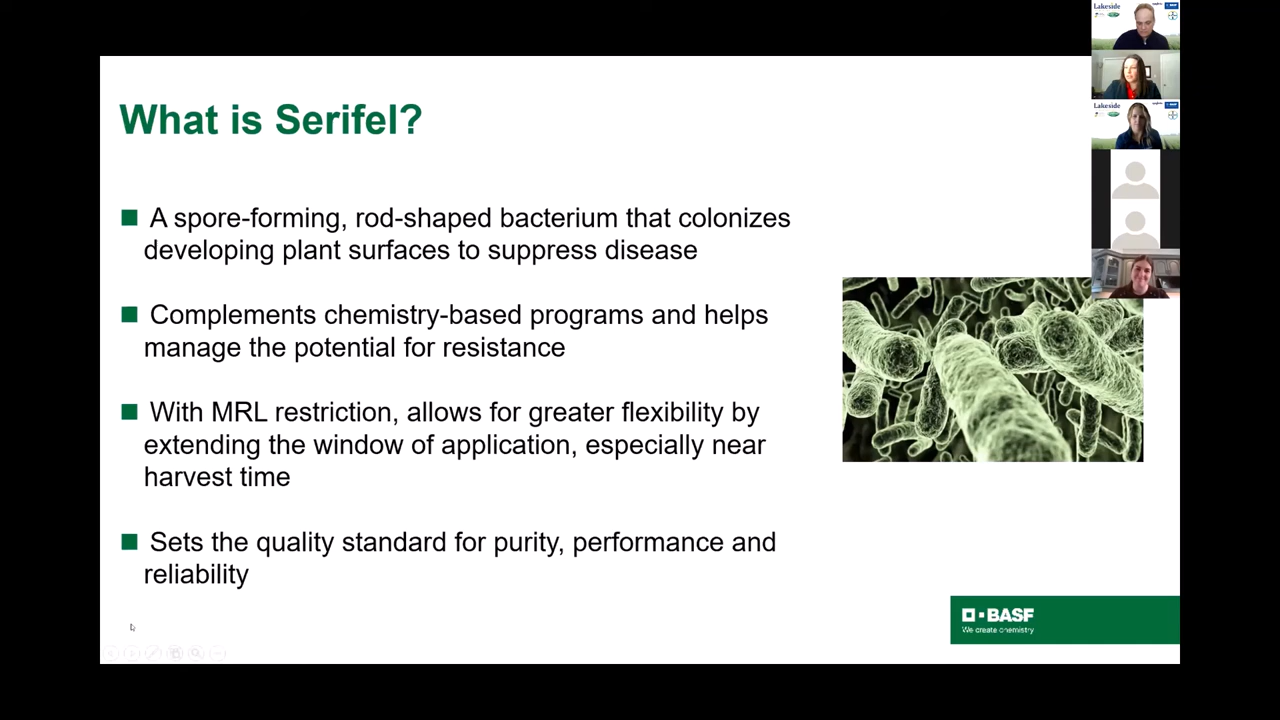 What is Serifel?
A spore-forming, rod-shaped bacterium that colonizes
developing plant surfaces to suppress disease
Complements chemistry-based programs and helps
manage the potential for resistance
With MRL restriction, allows for greater flexibility by
extending the window of application, especially near
harvest time
Sets the quality standard for purity, performance and
reliability
BASF
We create chemistry
Lakeside
BASF
Lakeside
BASF